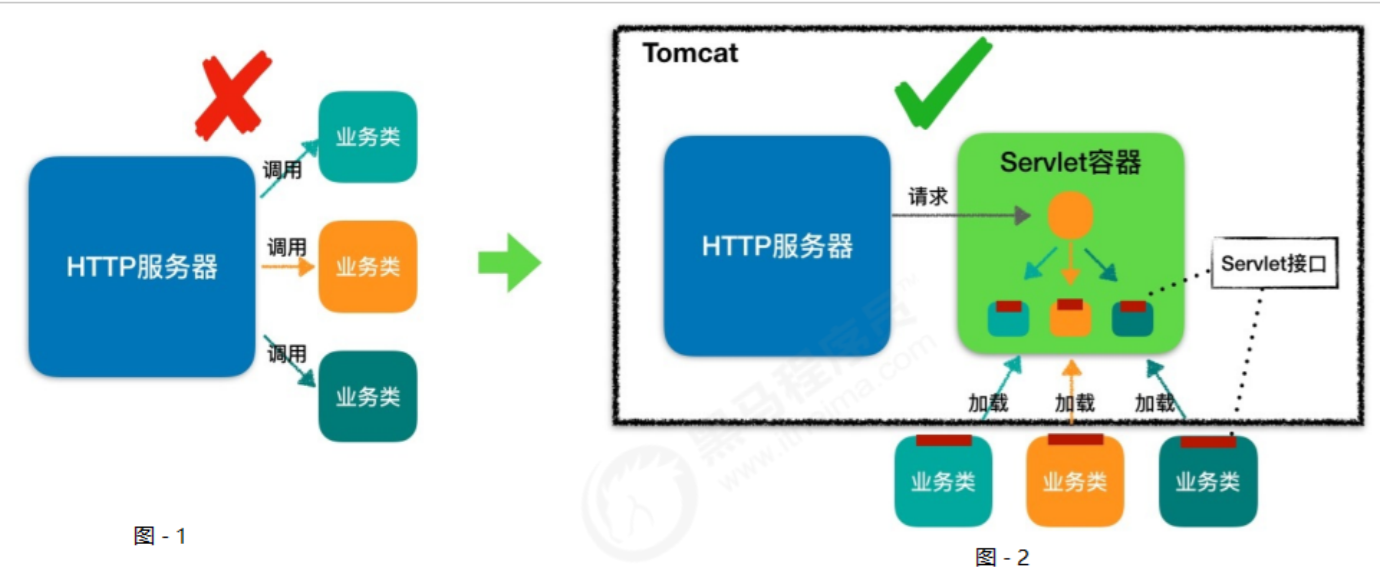 调用
业务类
HTTP服务器
调用
业务类
调用
业务类
图 - 1
Tomcat
HTTP服务器
请求
Servlet容器
Servlet接口
加载
加载
加载
业务类
业务类
业务类
图 - 2
黑马程序员™
www.itheima.com